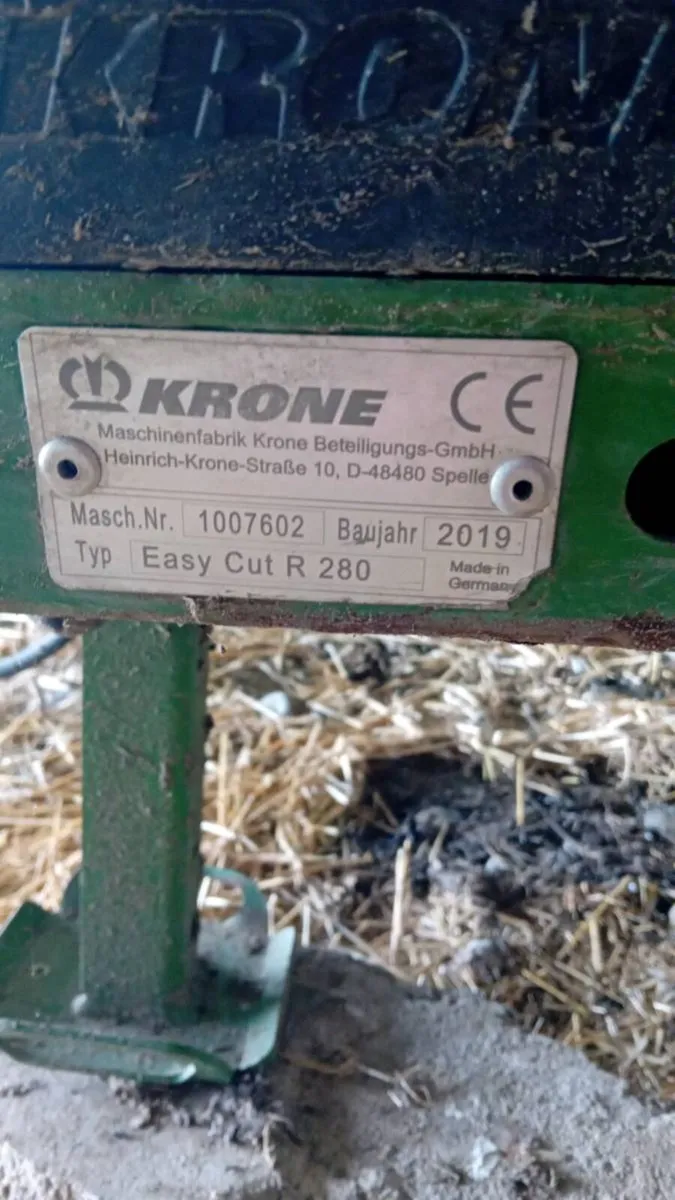 KRONE
KRONE CE
Maschinenfabrik Krone Beteiligungs-GmbH
Heinrich-Krone-Straße 10, D-48480 Spelle
Masch.Nr. 1007602 Baujahr 2019
Typ Easy Cut R 280 Made in
Germany